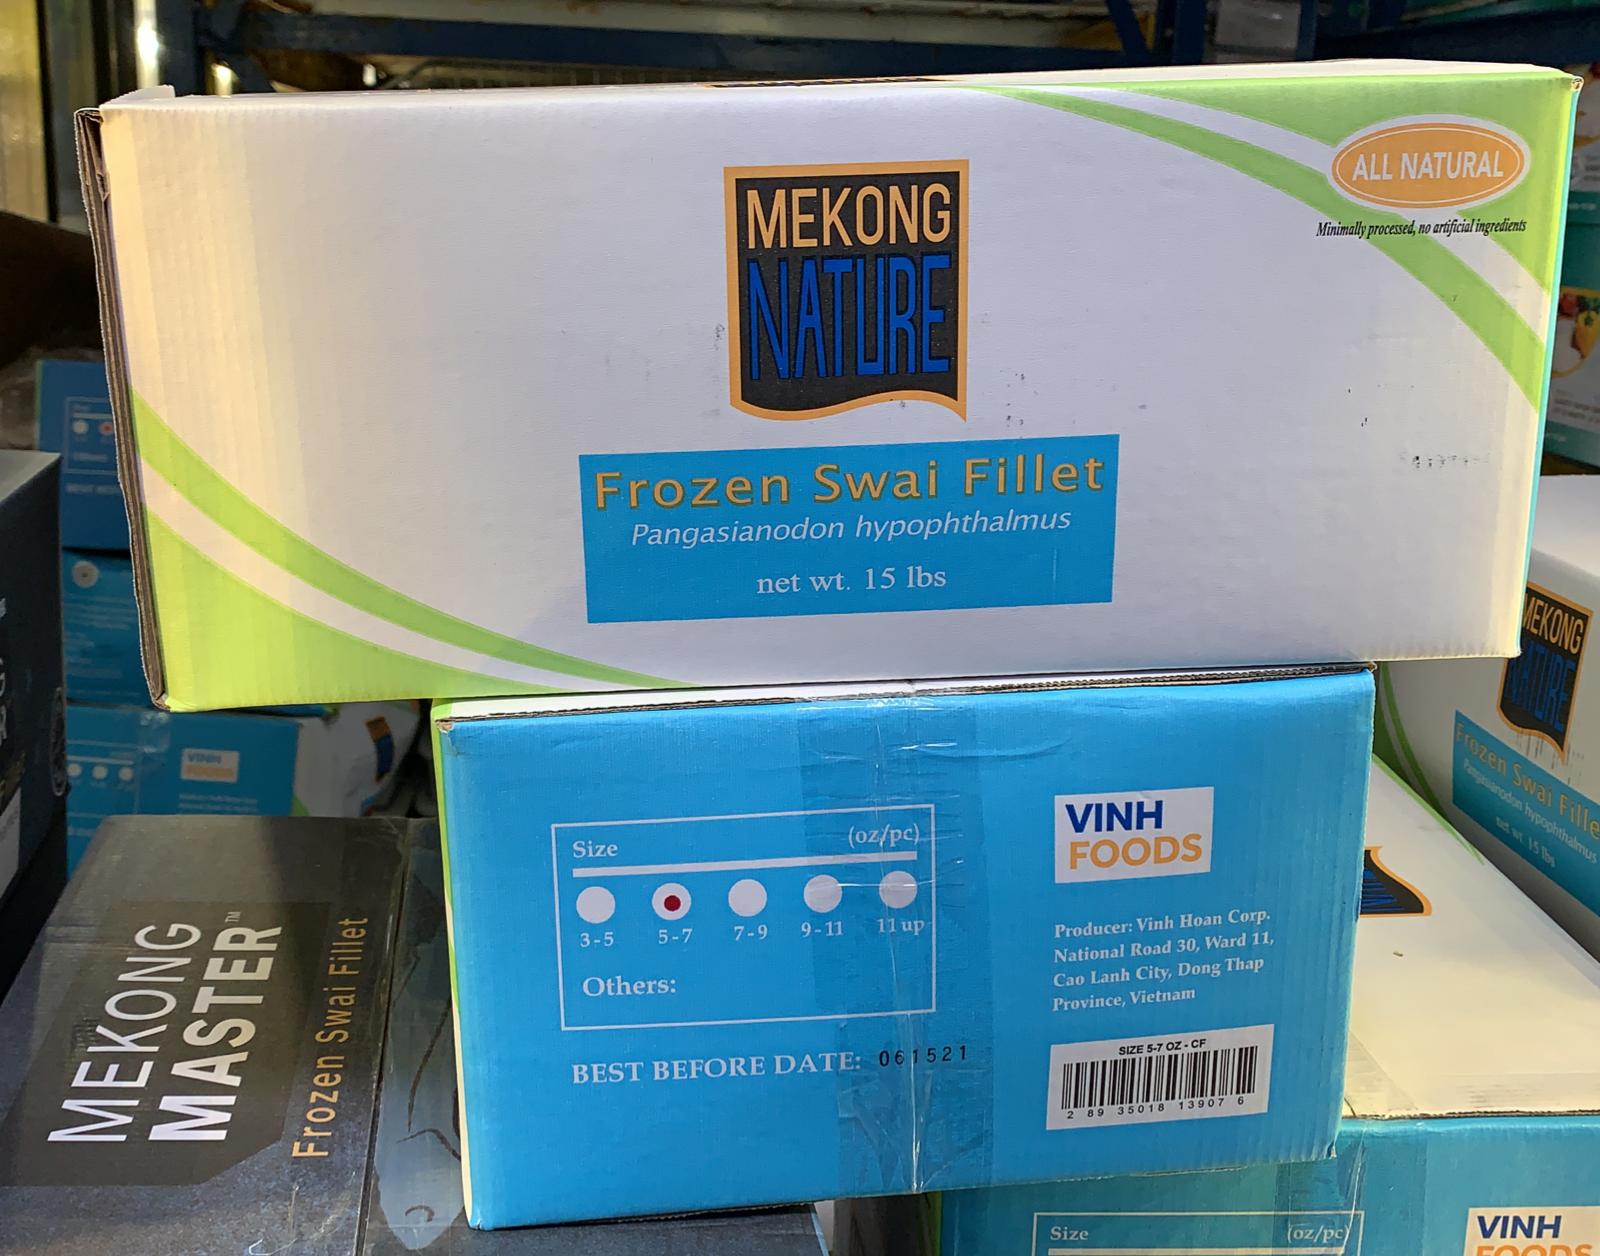 ALL NATURAL
Minimally processed, no artificial ingredients
MEKONG
NATURE
Frozen Swai Fillet
Pangasianodon hypophthalmus
net wt. 15 lbs
Size (oz/pc)
3-5 5-7 7-9 9-11 11 up
Others:
BEST BEFORE DATE: 061521
VINH
FOODS
Producer: Vinh Hoan Corp.
National Road 30, Ward 11,
Cao Lanh City, Dong Thap
Province, Vietnam
SIZE 5-7 OZ - CF
2 89 35018 13907 6
MEKONG
MASTER™
Frozen Swai Fillet
VINH
FOODS
MEKONG
NATURE
Frozen Swai Fille
Pangasianodon hypophthalmus
net wt. 15 lbs
Size (oz/pc)
VINH
FOODS